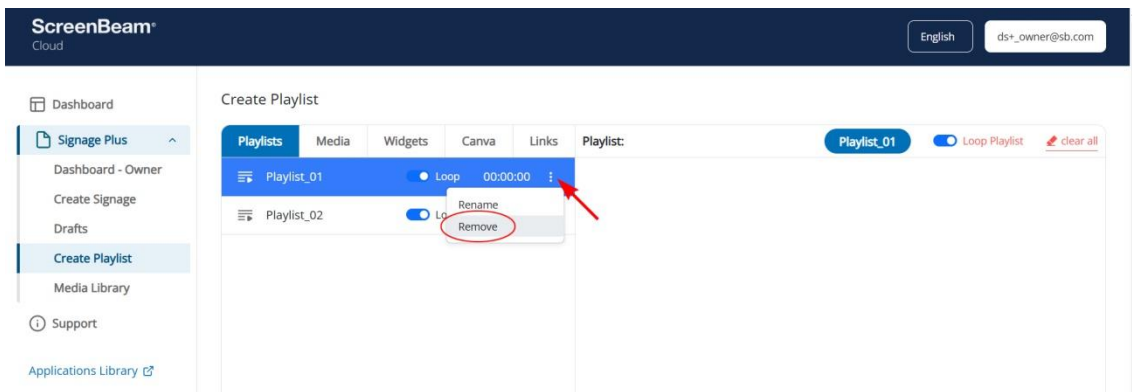 ScreenBeam®
Cloud
English
ds+_owner@sb.com
Dashboard
Signage Plus
Dashboard - Owner
Create Signage
Drafts
Create Playlist
Media Library
Support
Applications Library
Create Playlist
Playlists Media Widgets Canva Links
Playlist_01 Loop 00:00:00
Playlist_02 Lo
Rename
Remove
Playlist: Playlist_01 Loop Playlist clear all